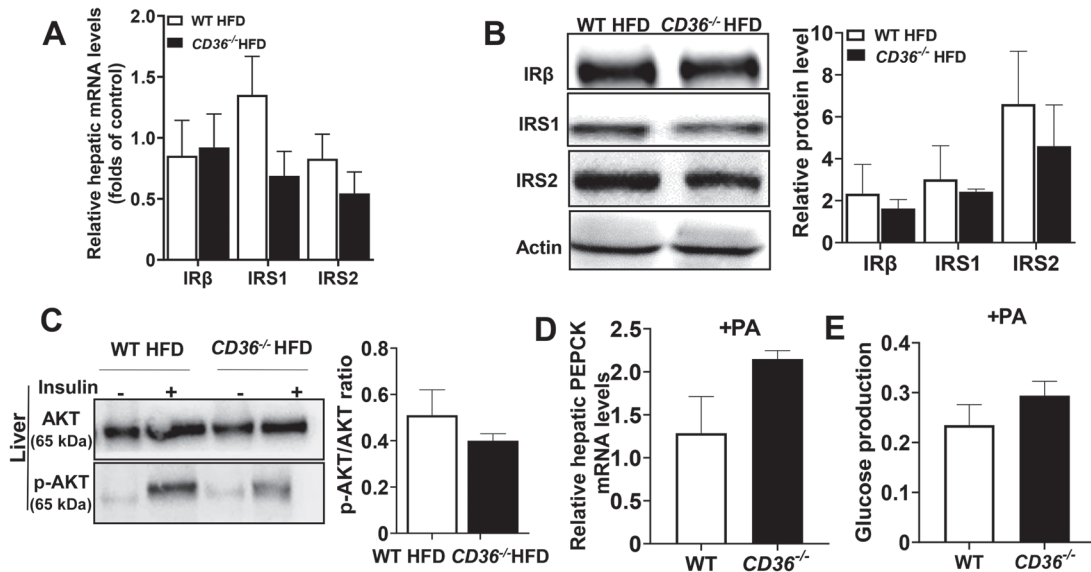 A
Relative hepatic mRNA levels
(folds of control)
2.0
1.5
1.0
0.5
0
WT HFD
CD36-/-HFD
IRβ IRS1 IRS2
B
WT HFD CD36-/- HFD
IRβ
IRS1
IRS2
Actin
Relative protein level
10
8
6
4
2
0
WT HFD
CD36-/- HFD
IRβ IRS1 IRS2
C
WT HFD CD36-/- HFD
Insulin - + - +
Liver
AKT
(65 kDa)
p-AKT
(65 kDa)
p-AKT/AKT ratio
0.8
0.6
0.4
0.2
0
WT HFD CD36-/-HFD
D
+PA
Relative hepatic PEPCK
mRNA levels
2.5
2.0
1.5
1.0
0.5
0.0
WT CD36-/-
E
+PA
Glucose production
0.4
0.3
0.2
0.1
0
WT CD36-/-